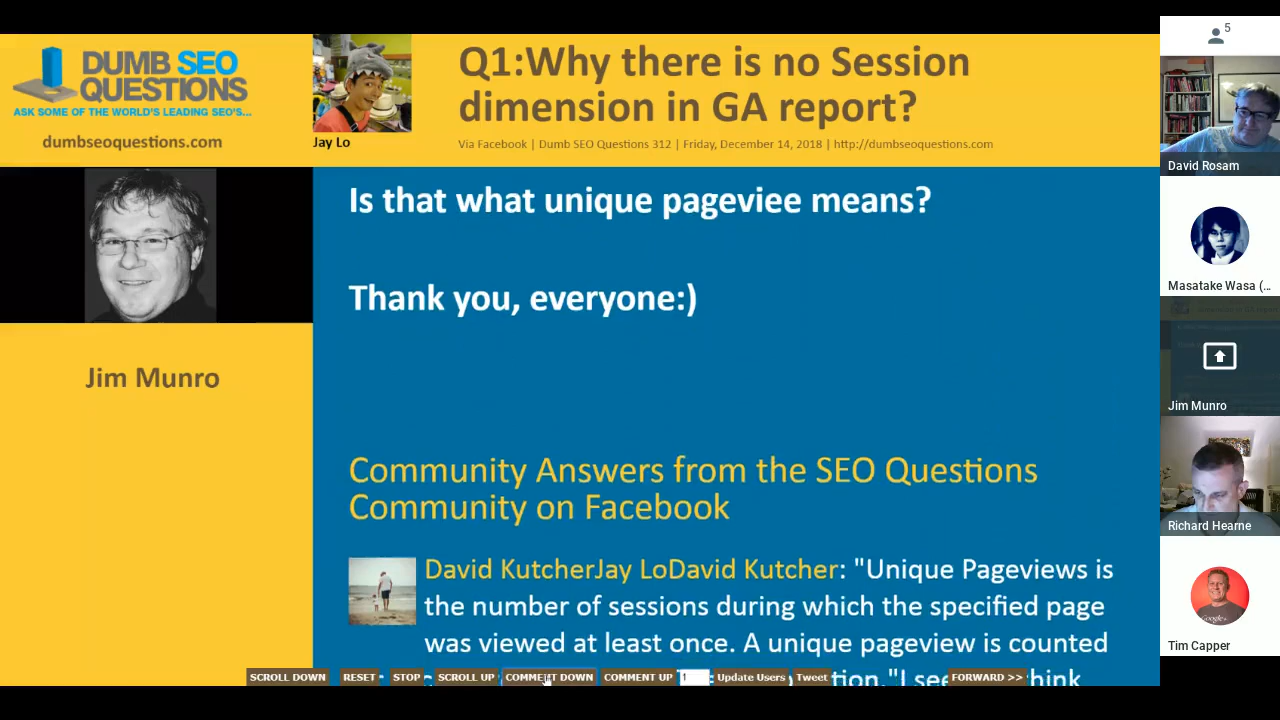 DUMB SEO
QUESTIONS
ASK SOME OF THE WORLD'S LEADING SEO'S...
dumbseoquestions.com
Jay Lo
Q1:Why there is no Session
dimension in GA report?
Via Facebook | Dumb SEO Questions 312 | Friday, December 14, 2018 | http://dumbseoquestions.com
Jim Munro
Is that what unique pageviee means?
Thank you, everyone:)
Community Answers from the SEO Questions
Community on Facebook
David KutcherJay LoDavid Kutcher: "Unique Pageviews is
the number of sessions during which the specified page
was viewed at least once. A unique pageview is counted
tion."I see think
SCROLL DOWN RESET STOP SCROLL UP COMMENT DOWN COMMENT UP 1 Update Users Tweet FORWARD >>
5
David Rosam
Masatake Wasa (...
Jim Munro
Richard Hearne
Google
Tim Capper